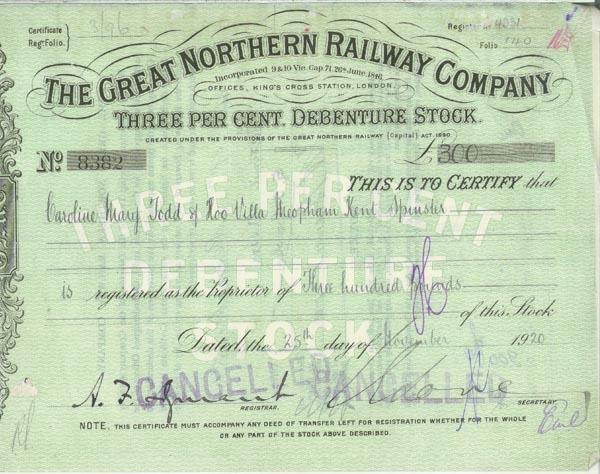 Certificate
Regr. Folio.
Register 4031
Folio 1140
THE GREAT NORTHERN RAILWAY COMPANY
Incorporated 9 & 10 Vic. Cap. 71. 26th June, 1846.
OFFICES, KING'S CROSS STATION, LONDON.
THREE PER CENT. DEBENTURE STOCK.
CREATED UNDER THE PROVISIONS OF THE GREAT NORTHERN RAILWAY (Capital) ACT. 1890.
No 8382
£300
THIS IS TO CERTIFY that
Caroline Mary Todd of Hoo Villa Meopham Kent Spinster
THREE PER CENT
DEBENTURE
STOCK
is registered as the Proprietor of Three hundred pounds
of this Stock
Dated, the 25th day of November 1920
CANCELLED CANCELLED
REGISTRAR.
SECRETARY.
NOTE, THIS CERTIFICATE MUST ACCOMPANY ANY DEED OF TRANSFER LEFT FOR REGISTRATION WHETHER FOR THE WHOLE
OR ANY PART OF THE STOCK ABOVE DESCRIBED.